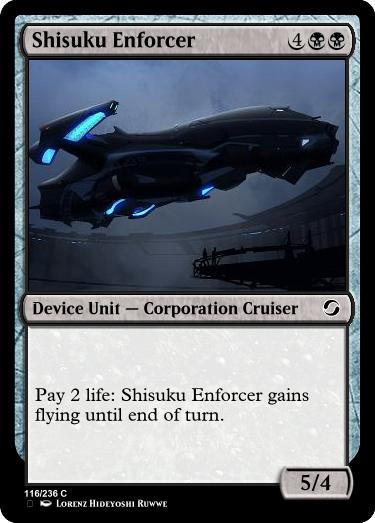 Shisuku Enforcer 4
Device Unit — Corporation Cruiser
Pay 2 life: Shisuku Enforcer gains
flying until end of turn.
5/4
116/236 C
Lorenz Hideyoshi Ruwwe